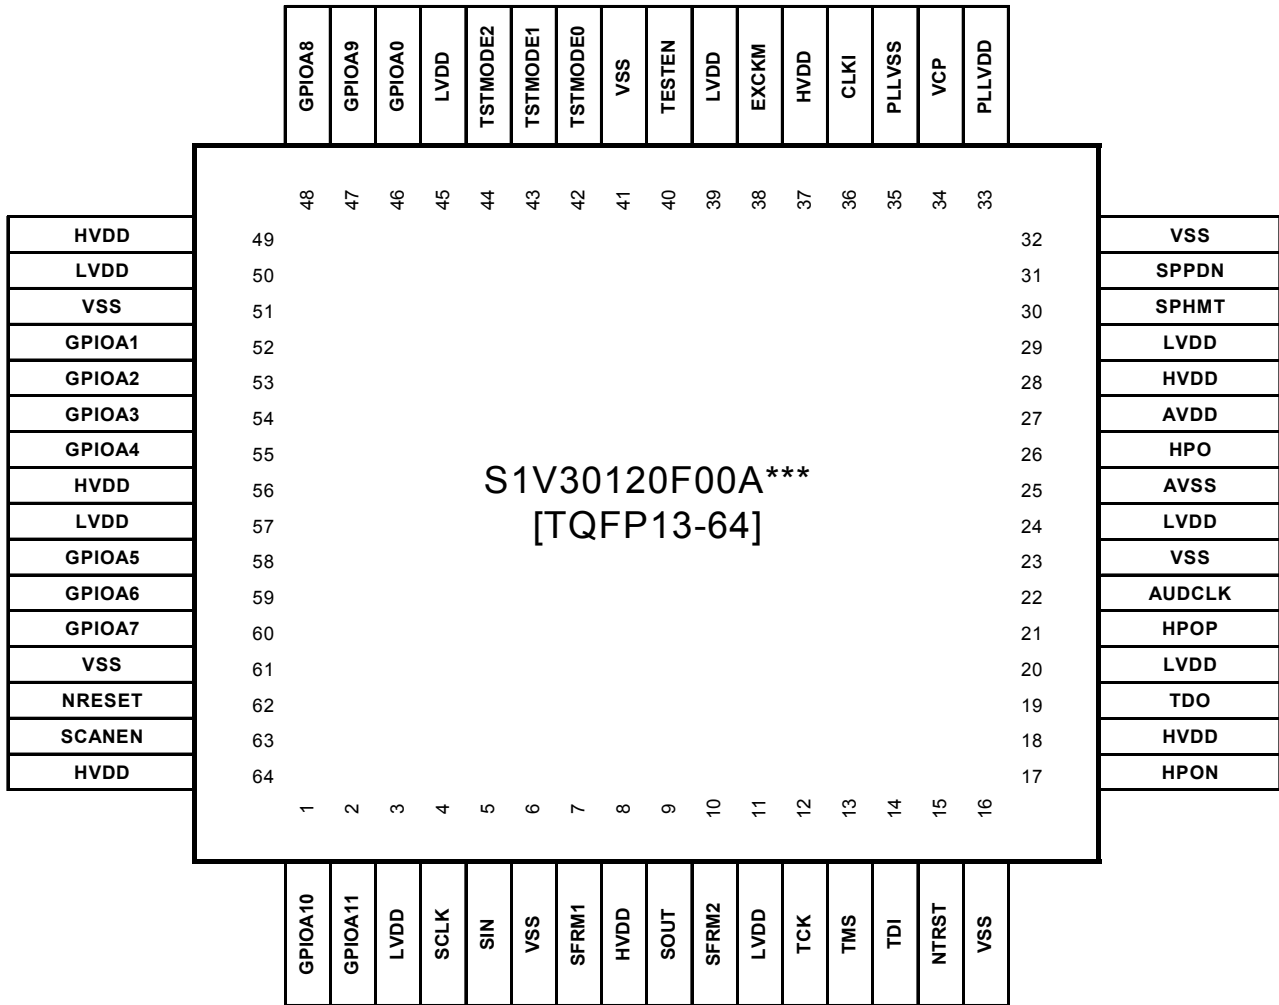 GPIOA8 GPIOA9 GPIOA0 LVDD TSTMODE2 TSTMODE1 TSTMODE0 VSS TESTEN LVDD EXCKM HVDD CLKI PLLVSS VCP PLLVDD
48 47 46 45 44 43 42 41 40 39 38 37 36 35 34 33
HVDD 49 32 VSS
LVDD 50 31 SPPDN
VSS 51 30 SPHMT
GPIOA1 52 29 LVDD
GPIOA2 53 28 HVDD
GPIOA3 54 27 AVDD
GPIOA4 55 26 HPO
S1V30120F00A***
HVDD 56 25 AVSS
[TQFP13-64]
LVDD 57 24 LVDD
GPIOA5 58 23 VSS
GPIOA6 59 22 AUDCLK
GPIOA7 60 21 HPOP
VSS 61 20 LVDD
NRESET 62 19 TDO
SCANEN 63 18 HVDD
HVDD 64 17 HPON
1 2 3 4 5 6 7 8 9 10 11 12 13 14 15 16
GPIOA10 GPIOA11 LVDD SCLK SIN VSS SFRM1 HVDD SOUT SFRM2 LVDD TCK TMS TDI NTRST VSS